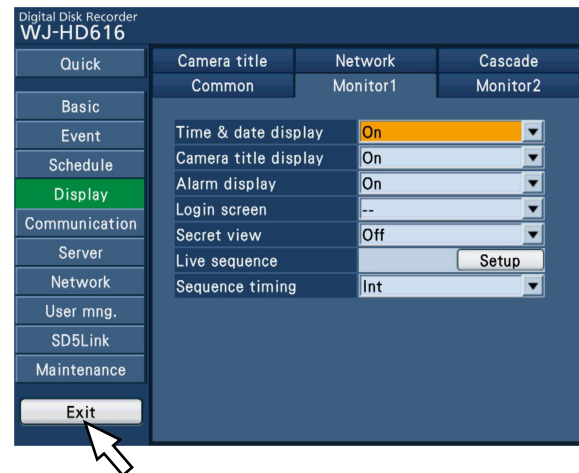 Digital Disk Recorder
WJ-HD616
Quick
Basic
Event
Schedule
Display
Communication
Server
Network
User mng.
SD5Link
Maintenance
Exit
Camera title Network Cascade
Common Monitor1 Monitor2
Time & date display On
Camera title display On
Alarm display On
Login screen --
Secret view Off
Live sequence Setup
Sequence timing Int